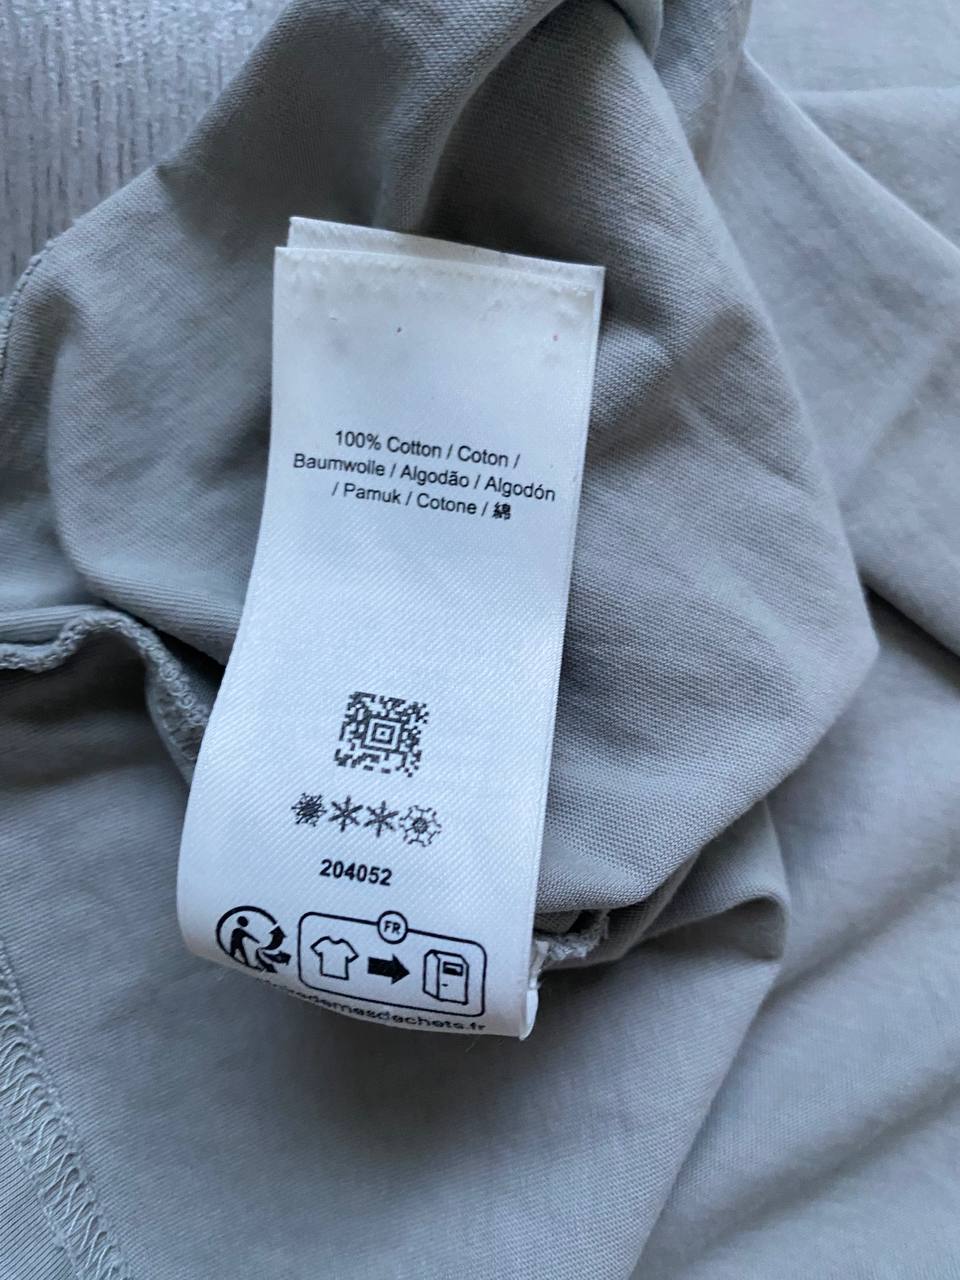 100% Cotton / Coton /
Baumwolle / Algodão / Algodón
/ Pamuk / Cotone / 綿
204052
FR